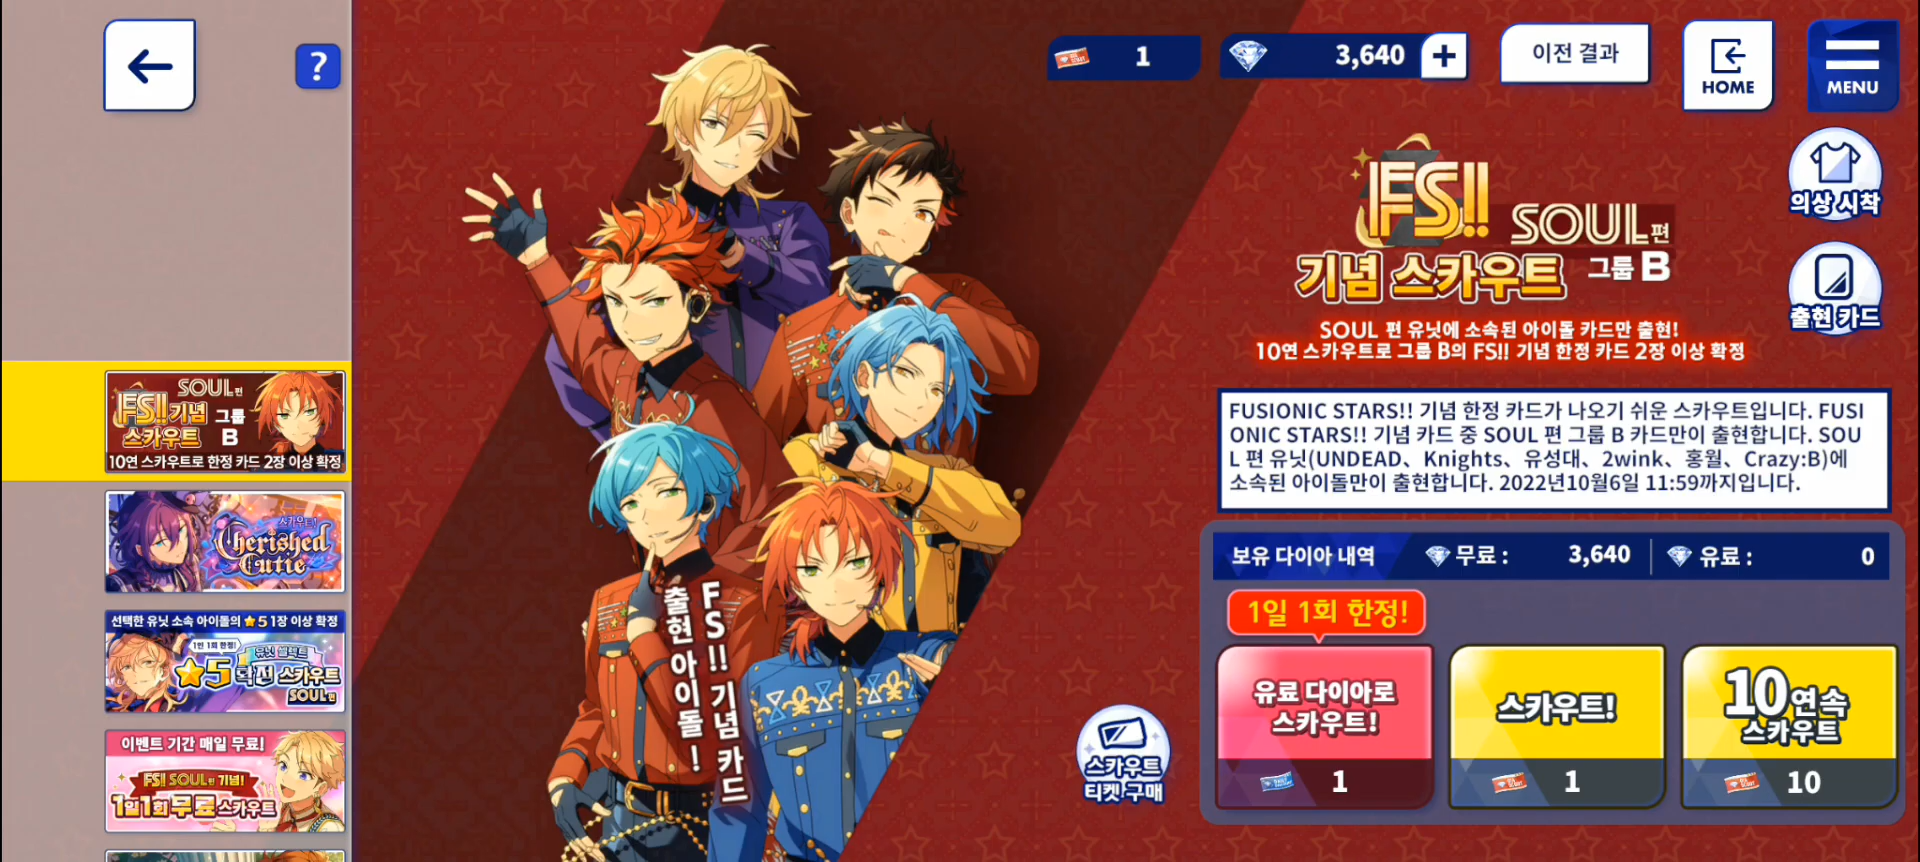 ?
1
3,640
+
이전 결과
HOME
MENU
의상 시착
출현 카드
FS!! SOUL편
기념 스카우트 그룹 B
SOUL 편 유닛에 소속된 아이돌 카드만 출현!
10연 스카우트로 그룹 B의 FS!! 기념 한정 카드 2장 이상 확정
FUSIONIC STARS!! 기념 한정 카드가 나오기 쉬운 스카우트입니다. FUSI
ONIC STARS!! 기념 카드 중 SOUL 편 그룹 B 카드만이 출현합니다. SOU
L 편 유닛(UNDEAD、Knights、유성대、2wink、홍월、Crazy:B)에
소속된 아이돌만이 출현합니다. 2022년10월6일 11:59까지입니다.
보유 다이아 내역 무료 : 3,640 유료 : 0
1일 1회 한정!
유료 다이아로
스카우트!
1
스카우트!
1
10연속
스카우트
10
스카우트
티켓 구매
FS!! 기념 카드
출현 아이돌!
SOUL편
FS!! 기념 그룹
스카우트 B
10연 스카우트로 한정 카드 2장 이상 확정
스카우트!
Cherished
Cutie
선택한 유닛 소속 아이돌의 ★5 1장 이상 확정
1인 1회 한정!
유닛 셀렉트
★5 확정 스카우트
SOUL편
이벤트 기간 매일 무료!
FS!! SOUL편 기념!
1일1회 무료 스카우트